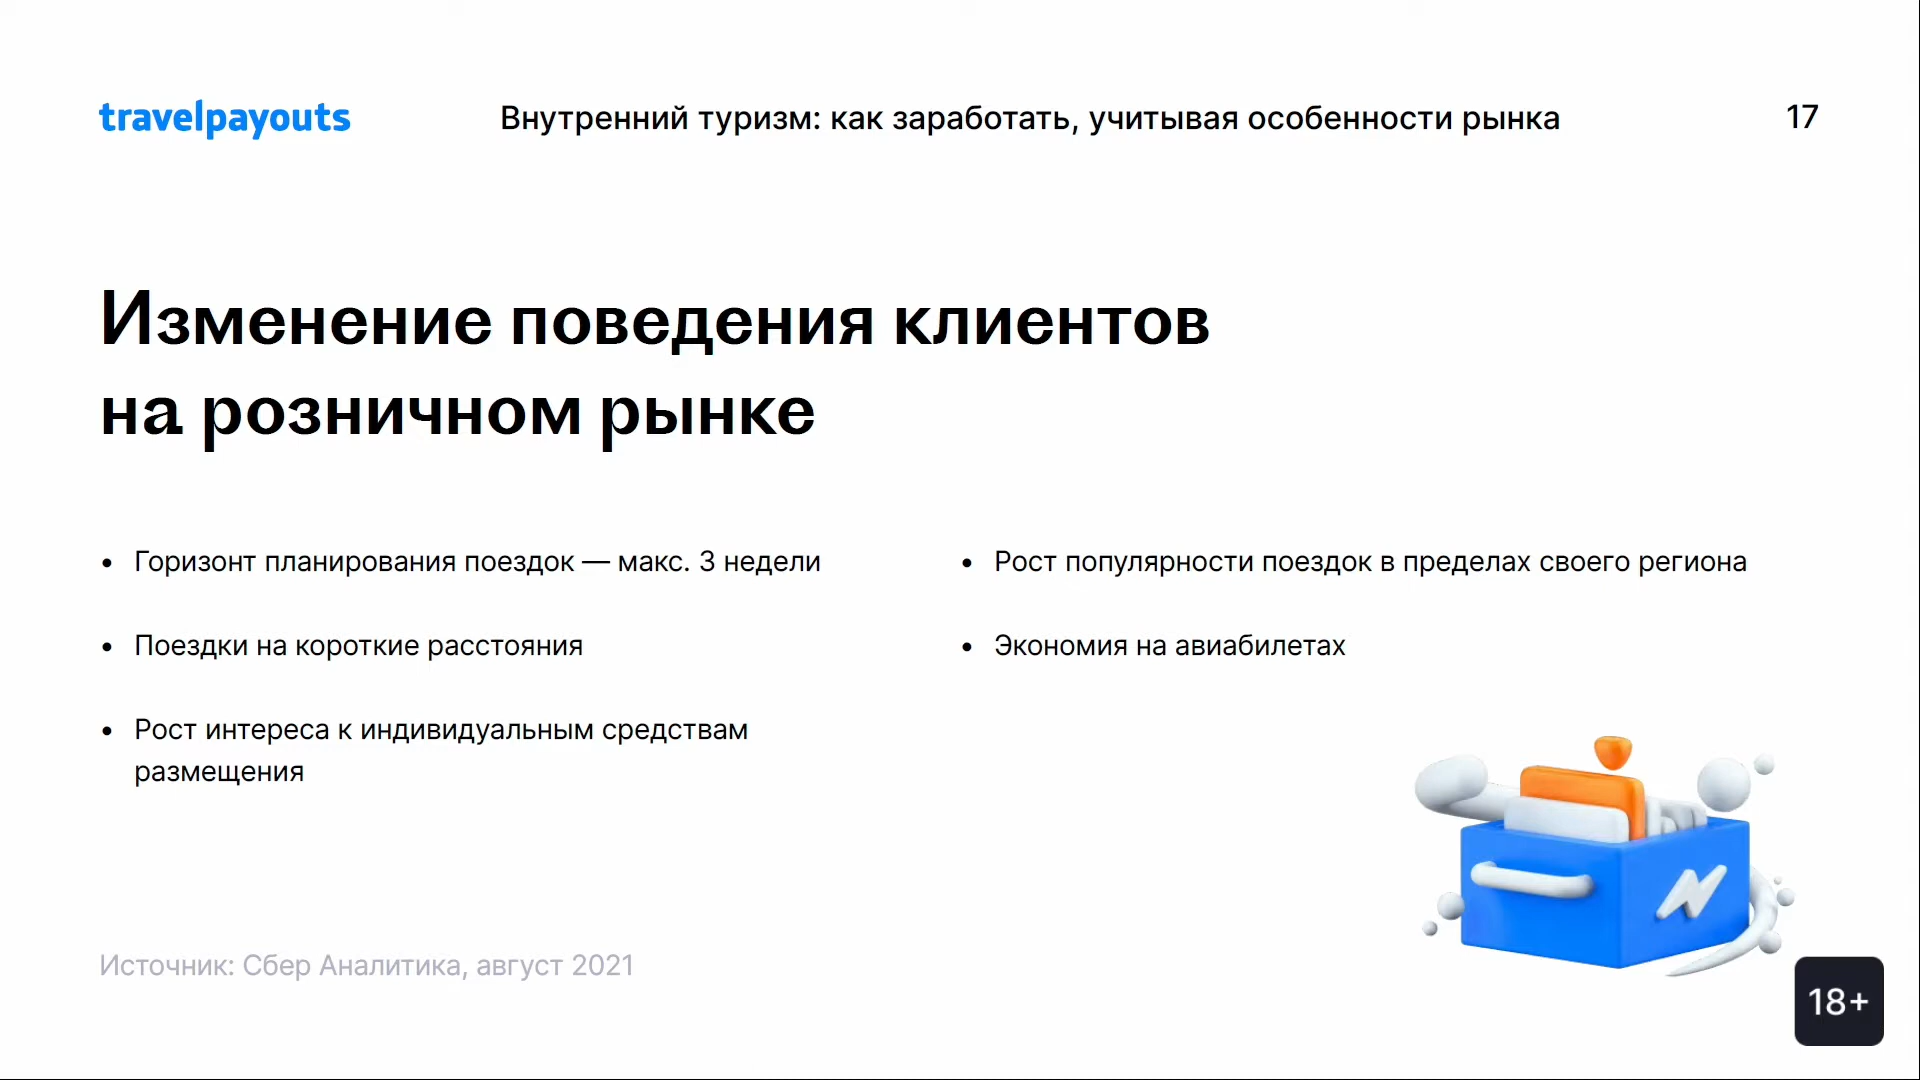 travelpayouts
Внутренний туризм: как заработать, учитывая особенности рынка
17
Изменение поведения клиентов
на розничном рынке
• Горизонт планирования поездок — макс. 3 недели
• Поездки на короткие расстояния
• Рост интереса к индивидуальным средствам
размещения
• Рост популярности поездок в пределах своего региона
• Экономия на авиабилетах
Источник: Сбер Аналитика, август 2021
18+